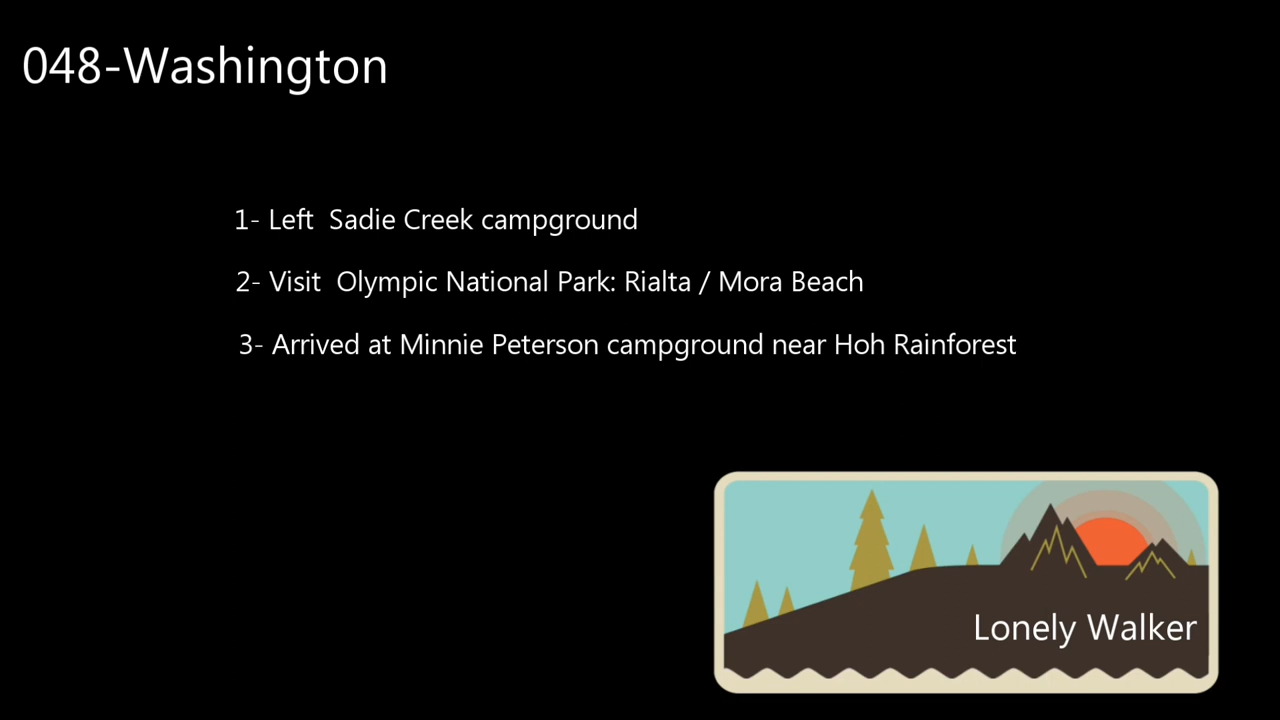 048-Washington
1- Left  Sadie Creek campground
2- Visit  Olympic National Park: Rialta / Mora Beach
3- Arrived at Minnie Peterson campground near Hoh Rainforest
Lonely Walker